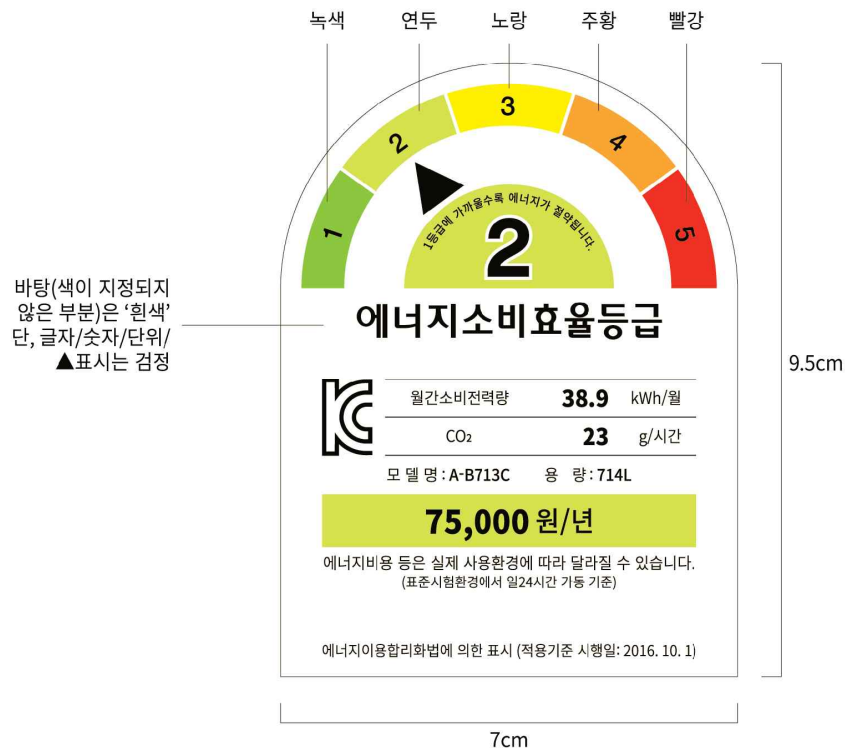 녹색 연두 노랑 주황 빨강
1 2 3 4 5
1등급에 가까울수록 에너지가 절약됩니다.
2
에너지소비효율등급
바탕(색이 지정되지
않은 부분)은 ‘흰색’
단, 글자/숫자/단위/
▲표시는 검정
월간소비전력량 38.9 kWh/월
CO₂ 23 g/시간
모 델 명 : A-B713C 용 량 : 714L
75,000 원/년
에너지비용 등은 실제 사용환경에 따라 달라질 수 있습니다.
(표준시험환경에서 일24시간 가동 기준)
에너지이용합리화법에 의한 표시 (적용기준 시행일: 2016. 10. 1)
9.5cm
7cm